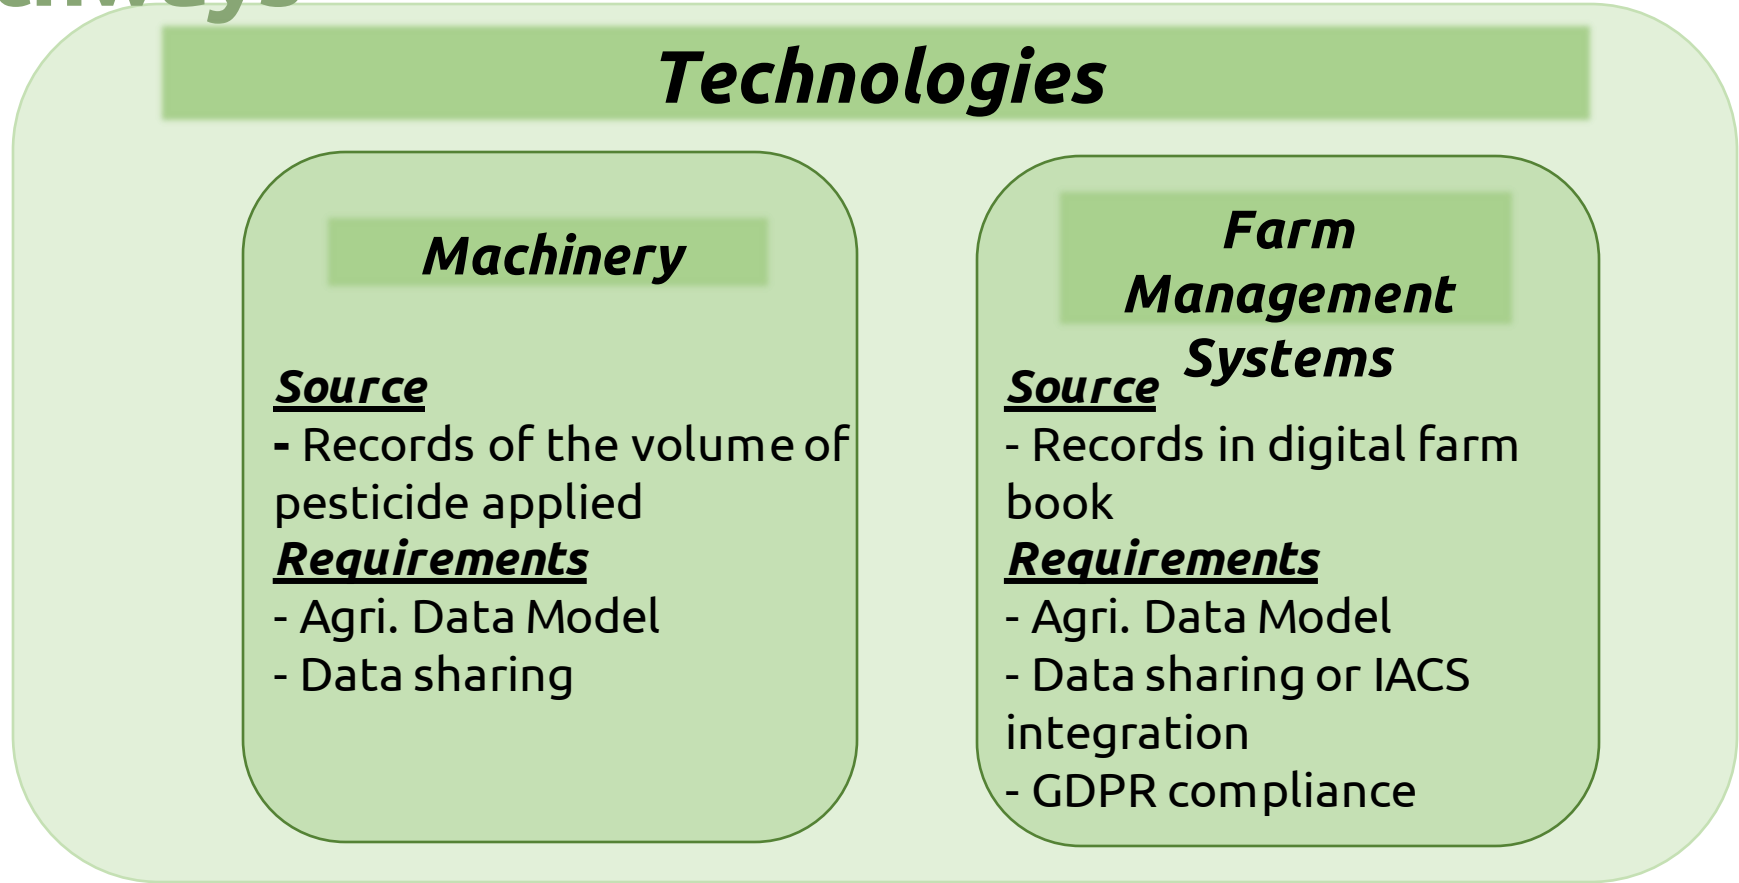 Technologies
Machinery
Source
- Records of the volume of
pesticide applied
Requirements
- Agri. Data Model
- Data sharing
Farm
Management
Systems
Source
- Records in digital farm
book
Requirements
- Agri. Data Model
- Data sharing or IACS
integration
- GDPR compliance